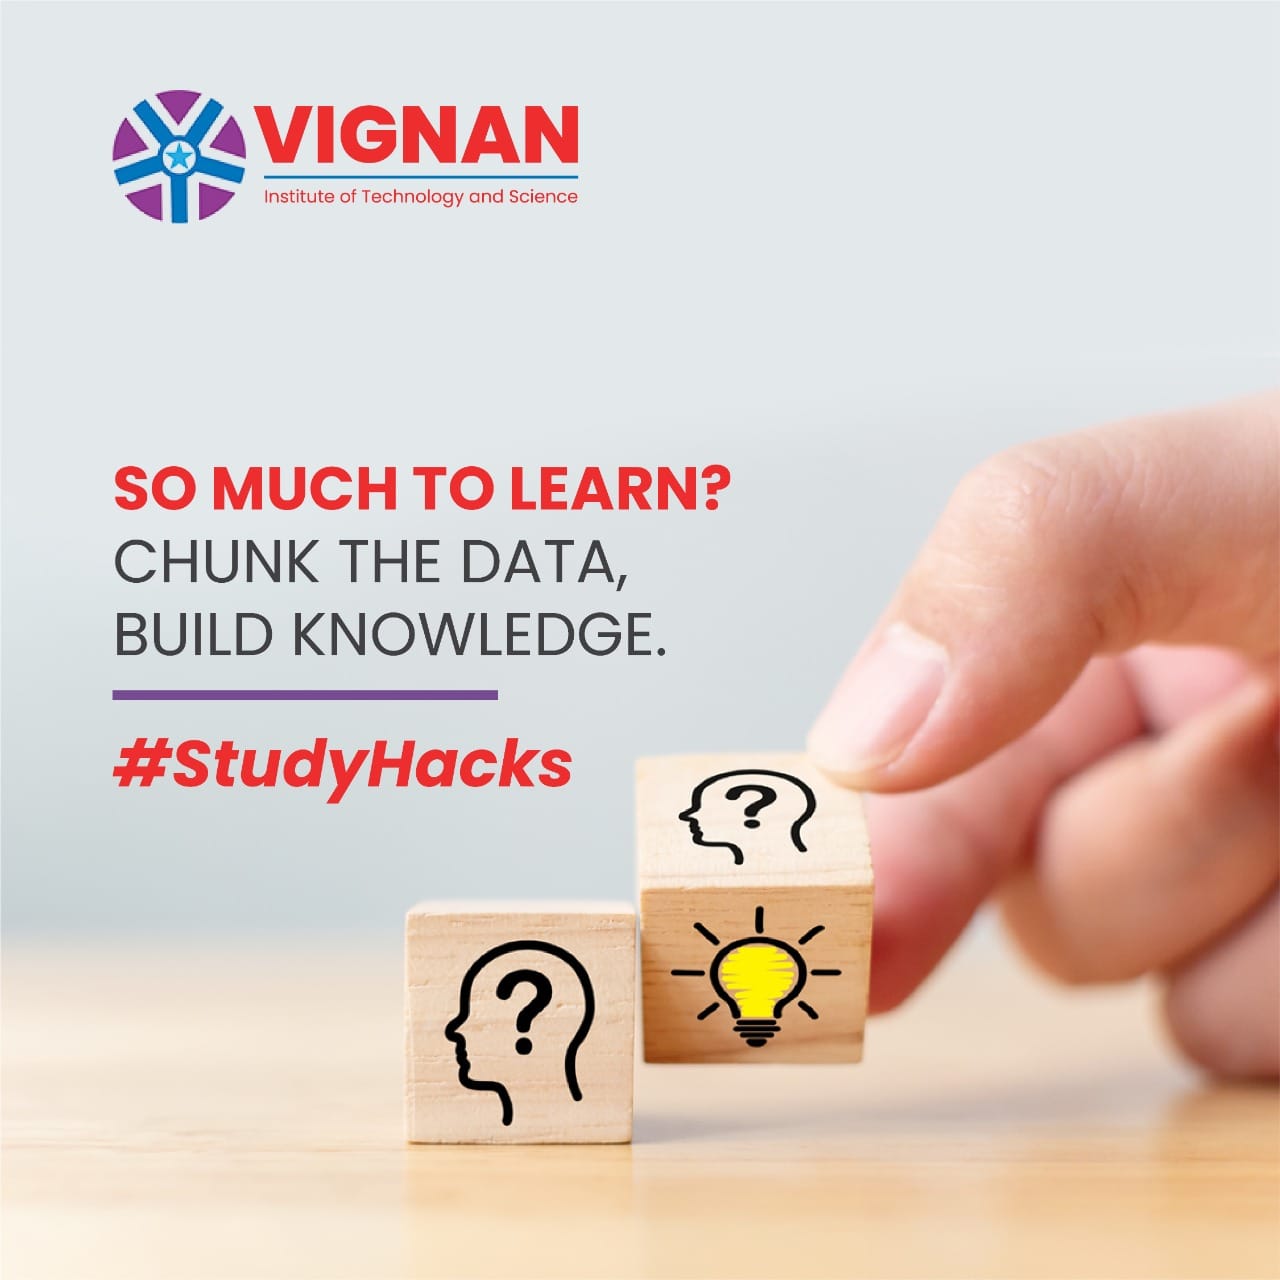 VIGNAN
Institute of Technology and Science
SO MUCH TO LEARN?
CHUNK THE DATA,
BUILD KNOWLEDGE.
#StudyHacks
?
?